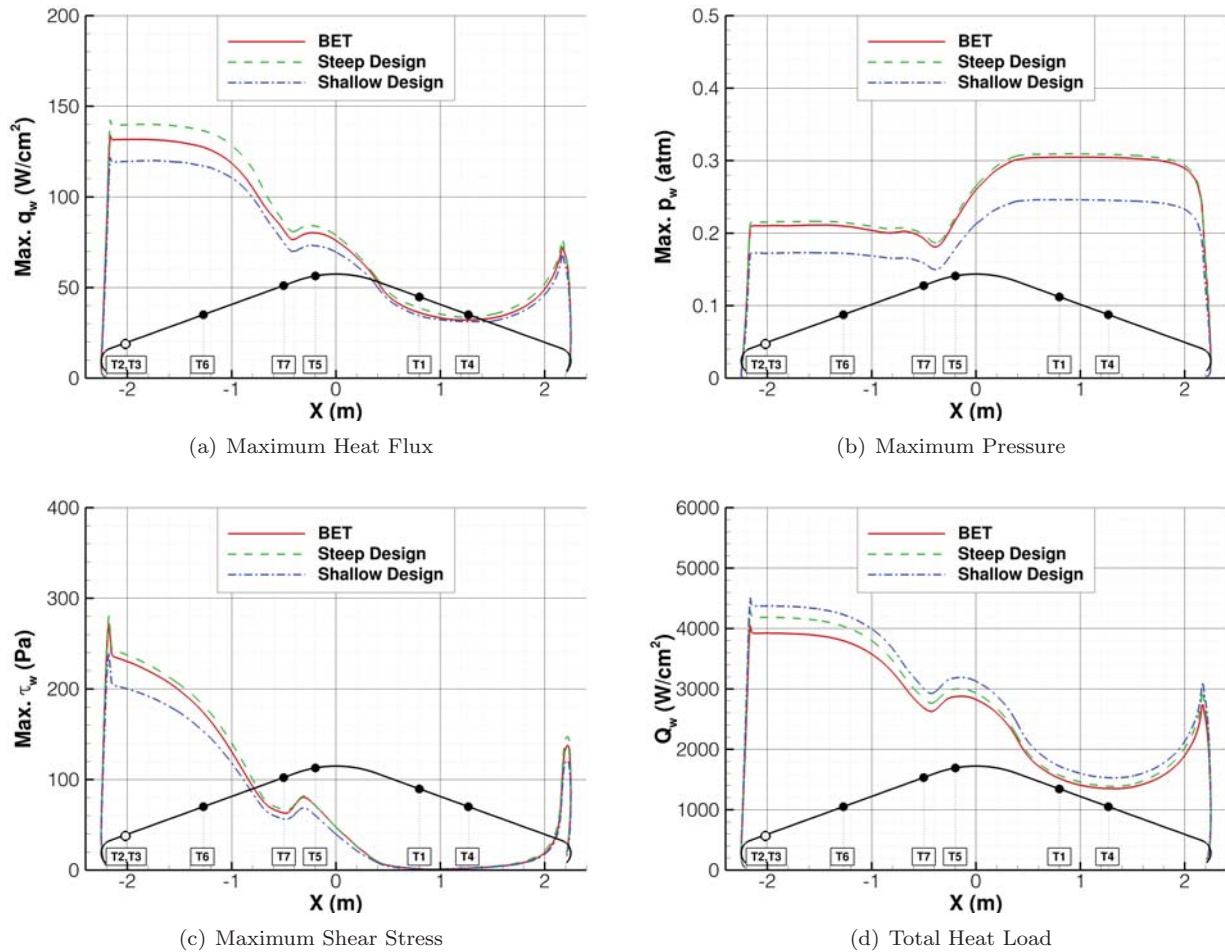 200
150
100
50
0
Max. q_w (W/cm²)
BET
Steep Design
Shallow Design
T2,T3 T6 T7 T5 T1 T4
-2 -1 0 1 2
X (m)
(a) Maximum Heat Flux
0.5
0.4
0.3
0.2
0.1
0
Max. p_w (atm)
BET
Steep Design
Shallow Design
T2,T3 T6 T7 T5 T1 T4
-2 -1 0 1 2
X (m)
(b) Maximum Pressure
400
300
200
100
0
Max. τ_w (Pa)
BET
Steep Design
Shallow Design
T2,T3 T6 T7 T5 T1 T4
-2 -1 0 1 2
X (m)
(c) Maximum Shear Stress
6000
5000
4000
3000
2000
1000
0
Q_w (W/cm²)
BET
Steep Design
Shallow Design
T2,T3 T6 T7 T5 T1 T4
-2 -1 0 1 2
X (m)
(d) Total Heat Load